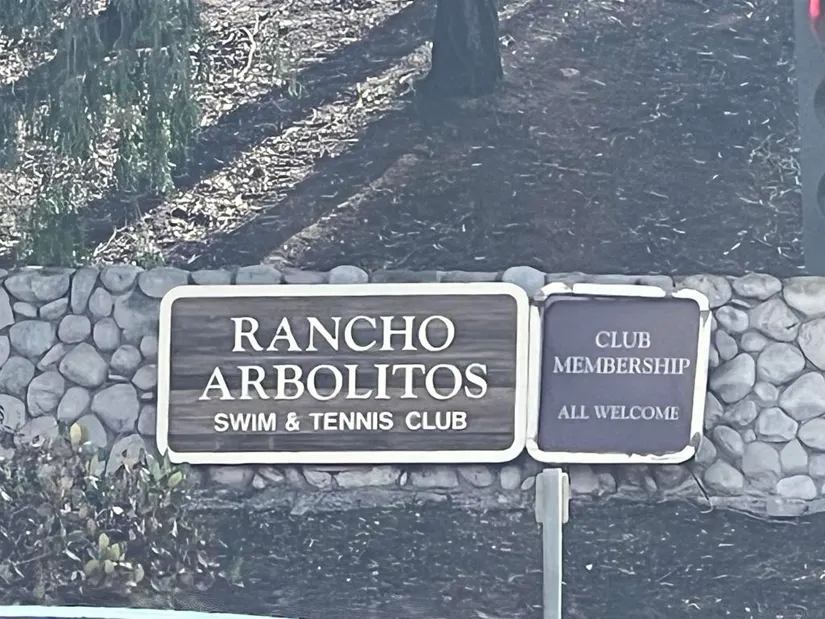 RANCHO
ARBOLITOS
SWIM & TENNIS CLUB
CLUB
MEMBERSHIP
ALL WELCOME